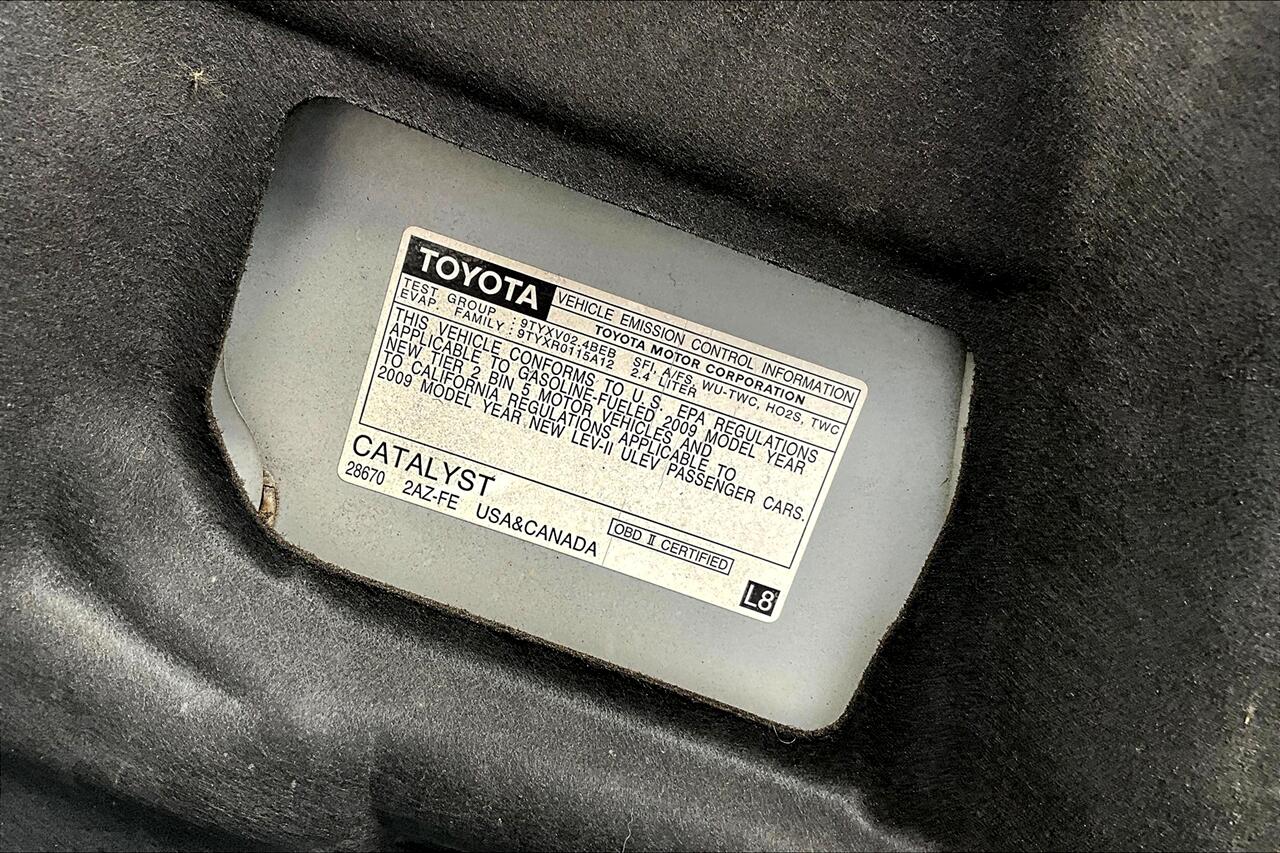 TOYOTA VEHICLE EMISSION CONTROL INFORMATION
TOYOTA MOTOR CORPORATION
TEST GROUP : 9TYXV02.4BEB SFI, A/FS, WU-TWC, HO2S, TWC
EVAP. FAMILY : 9TYXR0115A12 2.4 LITER
THIS VEHICLE CONFORMS TO U.S. EPA REGULATIONS
APPLICABLE TO GASOLINE-FUELED 2009 MODEL YEAR
NEW TIER 2 BIN 5 MOTOR VEHICLES AND
TO CALIFORNIA REGULATIONS APPLICABLE TO
2009 MODEL YEAR NEW LEV-II ULEV PASSENGER CARS.
CATALYST
28670 2AZ-FE USA&CANADA
OBD II CERTIFIED
L8